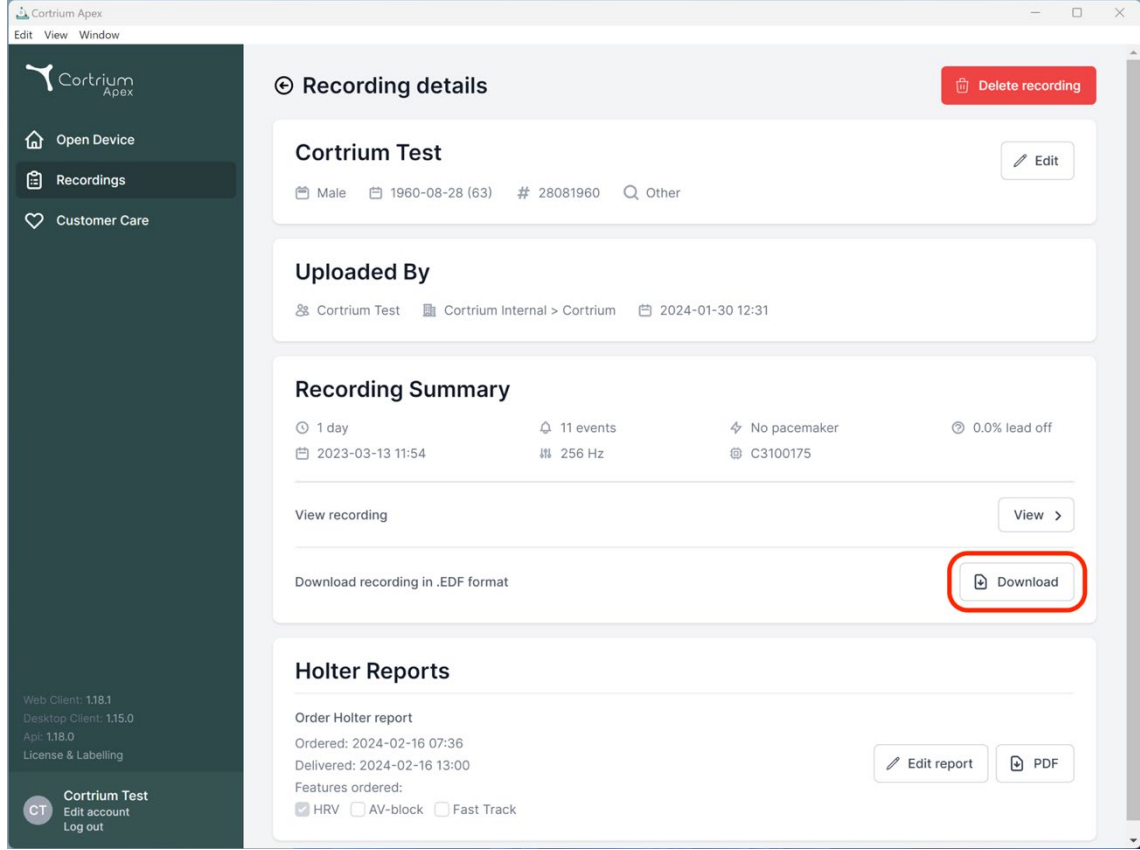 Cortrium Apex
Edit View Window
Cortrium
Apex
Open Device
Recordings
Customer Care
Web Client: 1.18.1
Desktop Client: 1.15.0
Api: 1.18.0
License & Labelling
CT
Cortrium Test
Edit account
Log out
Recording details
Delete recording
Cortrium Test
Edit
Male 1960-08-28 (63) # 28081960 Other
Uploaded By
Cortrium Test Cortrium Internal > Cortrium 2024-01-30 12:31
Recording Summary
1 day 11 events No pacemaker 0.0% lead off
2023-03-13 11:54 256 Hz C3100175
View recording View >
Download recording in .EDF format Download
Holter Reports
Order Holter report
Ordered: 2024-02-16 07:36
Delivered: 2024-02-16 13:00
Edit report PDF
Features ordered:
HRV AV-block Fast Track